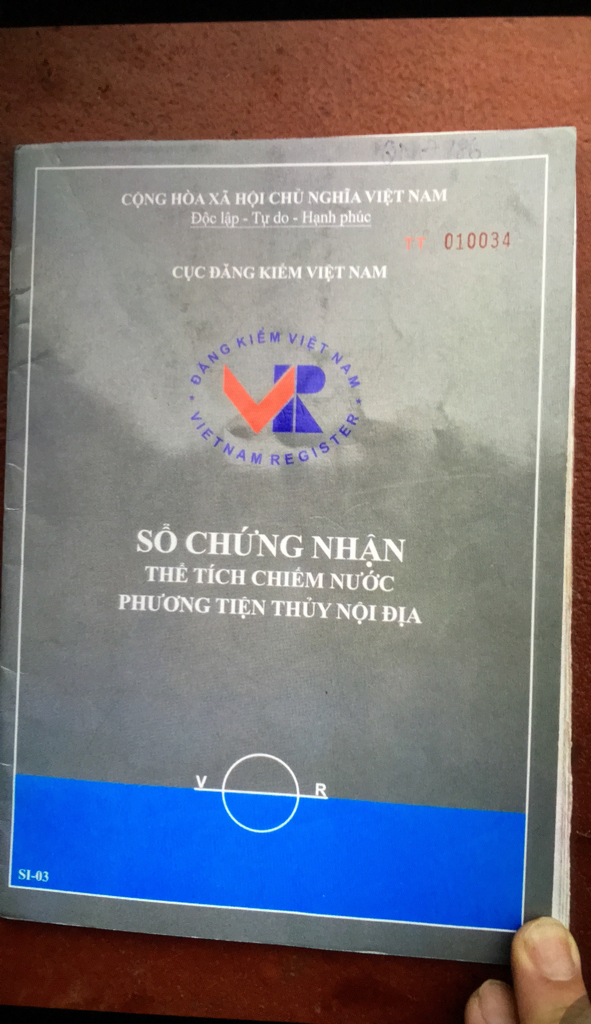 CỘNG HÒA XÃ HỘI CHỦ NGHĨA VIỆT NAM
Độc lập - Tự do - Hạnh phúc
TT 010034
CỤC ĐĂNG KIỂM VIỆT NAM
ĐĂNG KIỂM VIỆT NAM
VR
VIETNAM REGISTER
SỔ CHỨNG NHẬN
THỂ TÍCH CHIẾM NƯỚC
PHƯƠNG TIỆN THỦY NỘI ĐỊA
V R
SI-03